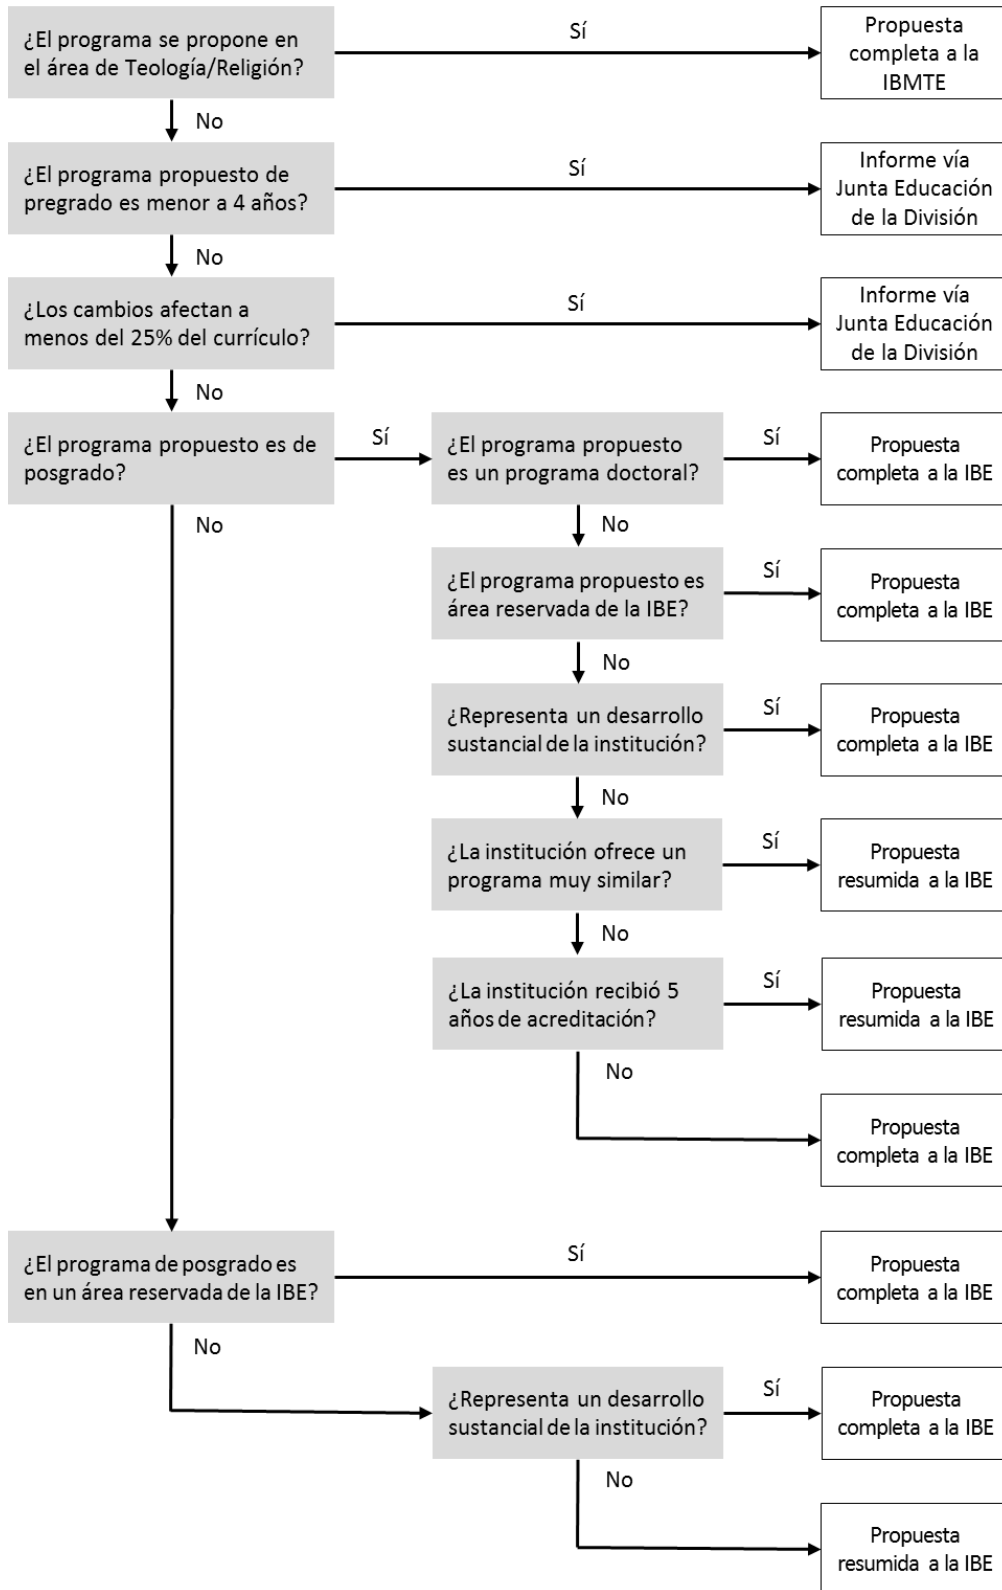 ¿El programa se propone en
el área de Teología/Religión?
Sí
Propuesta
completa a la
IBMTE
No
¿El programa propuesto de
pregrado es menor a 4 años?
Sí
Informe vía
Junta Educación
de la División
No
¿Los cambios afectan a
menos del 25% del currículo?
Sí
Informe vía
Junta Educación
de la División
No
¿El programa propuesto es de
posgrado?
Sí
¿El programa propuesto
es un programa doctoral?
Sí
Propuesta
completa a la IBE
No
No
¿El programa propuesto es
área reservada de la IBE?
Sí
Propuesta
completa a la IBE
No
¿Representa un desarrollo
sustancial de la institución?
Sí
Propuesta
completa a la IBE
No
¿La institución ofrece un
programa muy similar?
Sí
Propuesta
resumida a la IBE
No
¿La institución recibió 5
años de acreditación?
Sí
Propuesta
resumida a la IBE
No
Propuesta
completa a la IBE
¿El programa de posgrado es
en un área reservada de la IBE?
Sí
Propuesta
completa a la IBE
No
¿Representa un desarrollo
sustancial de la institución?
Sí
Propuesta
completa a la IBE
No
Propuesta
resumida a la IBE